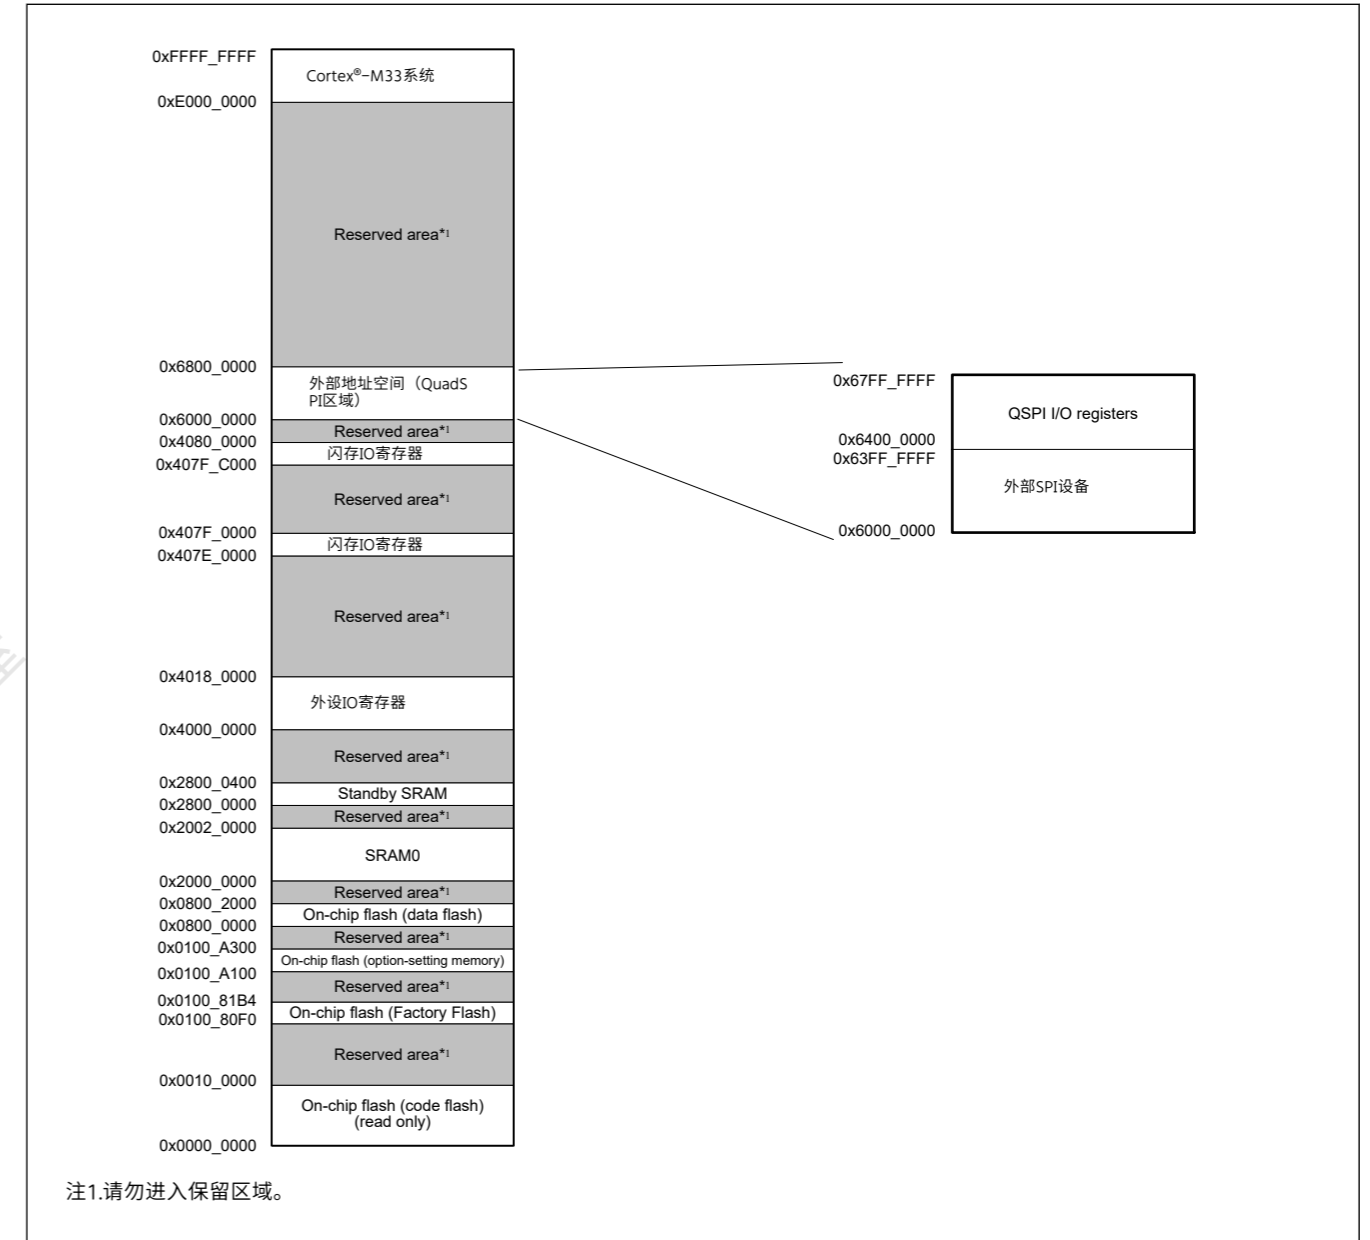 0xFFFF_FFFF
Cortex®-M33系统
0xE000_0000
Reserved area*1
0x6800_0000
外部地址空间（QuadS
PI区域）
0x6000_0000
Reserved area*1
0x4080_0000
闪存IO寄存器
0x407F_C000
Reserved area*1
0x407F_0000
闪存IO寄存器
0x407E_0000
Reserved area*1
0x4018_0000
外设IO寄存器
0x4000_0000
Reserved area*1
0x2800_0400
Standby SRAM
0x2800_0000
Reserved area*1
0x2002_0000
SRAM0
0x2000_0000
Reserved area*1
0x0800_2000
On-chip flash (data flash)
0x0800_0000
Reserved area*1
0x0100_A300
On-chip flash (option-setting memory)
0x0100_A100
Reserved area*1
0x0100_81B4
On-chip flash (Factory Flash)
0x0100_80F0
Reserved area*1
0x0010_0000
On-chip flash (code flash)
(read only)
0x0000_0000
0x67FF_FFFF
QSPI I/O registers
0x6400_0000
0x63FF_FFFF
外部SPI设备
0x6000_0000
注1.请勿进入保留区域。